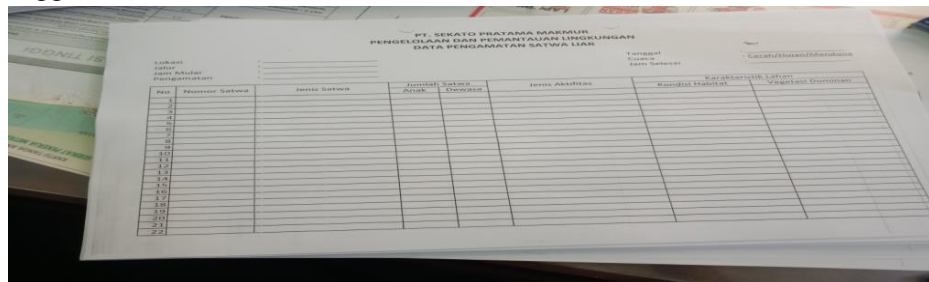 PT. SEKATO PRATAMA MAKMUR
PENGELOLAAN DAN PEMANTAUAN LINGKUNGAN
DATA PENGAMATAN SATWA LIAR
Lokasi :
Jalur :
Jam Mulai :
Pengamatan :
Tanggal :
Cuaca : Cerah/Hujan/Mendung
Jam Selesai :
No Nomor Satwa Jenis Satwa Jumlah Satwa Jenis Aktifitas Karakteristik Lahan
Anak Dewasa Kondisi Habitat Vegetasi Dominan
1
2
3
4
5
6
7
8
9
10
11
12
13
14
15
16
17
18
19
20
21
22
SI TINGGI